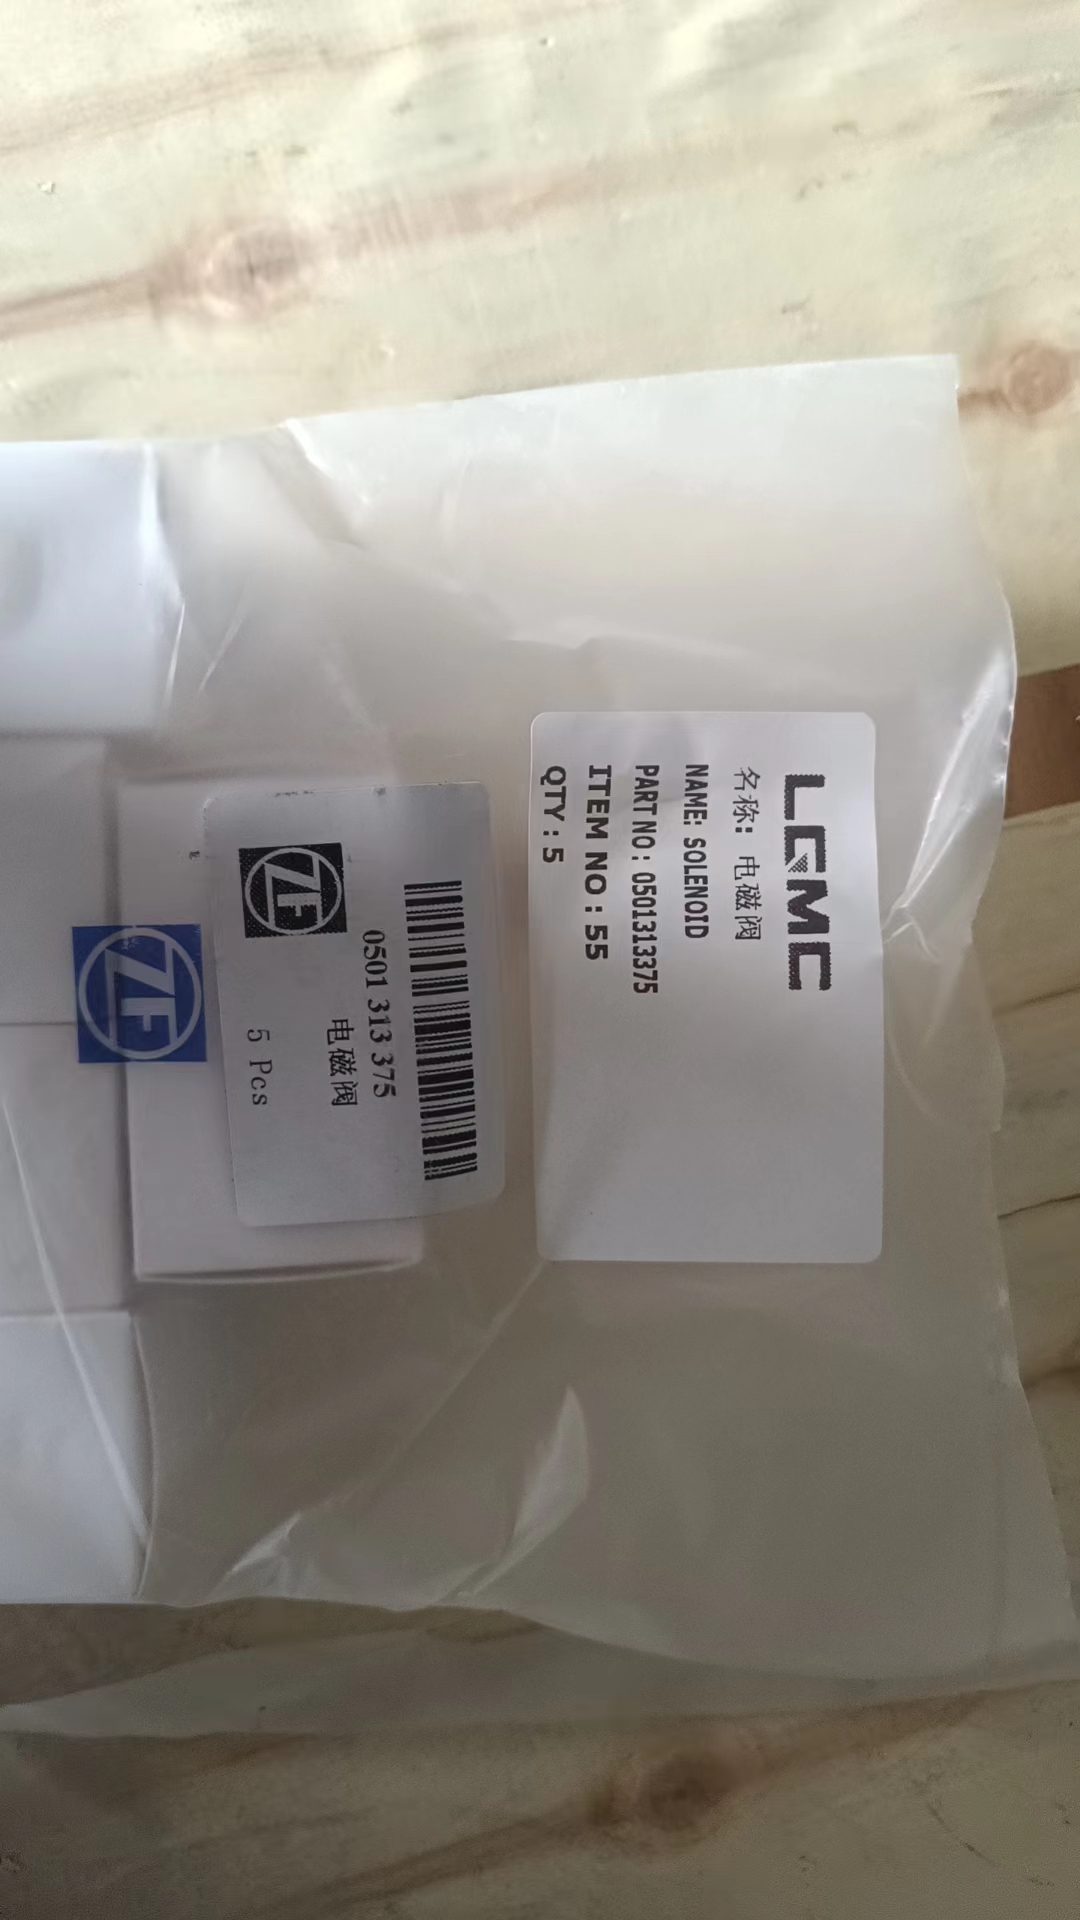 LGMC
名称: 电磁阀
NAME: SOLENOID
PART NO: 0501313375
ITEM NO: 55
QTY: 5
0501 313 375
电磁阀
5 Pcs
ZF
ZF